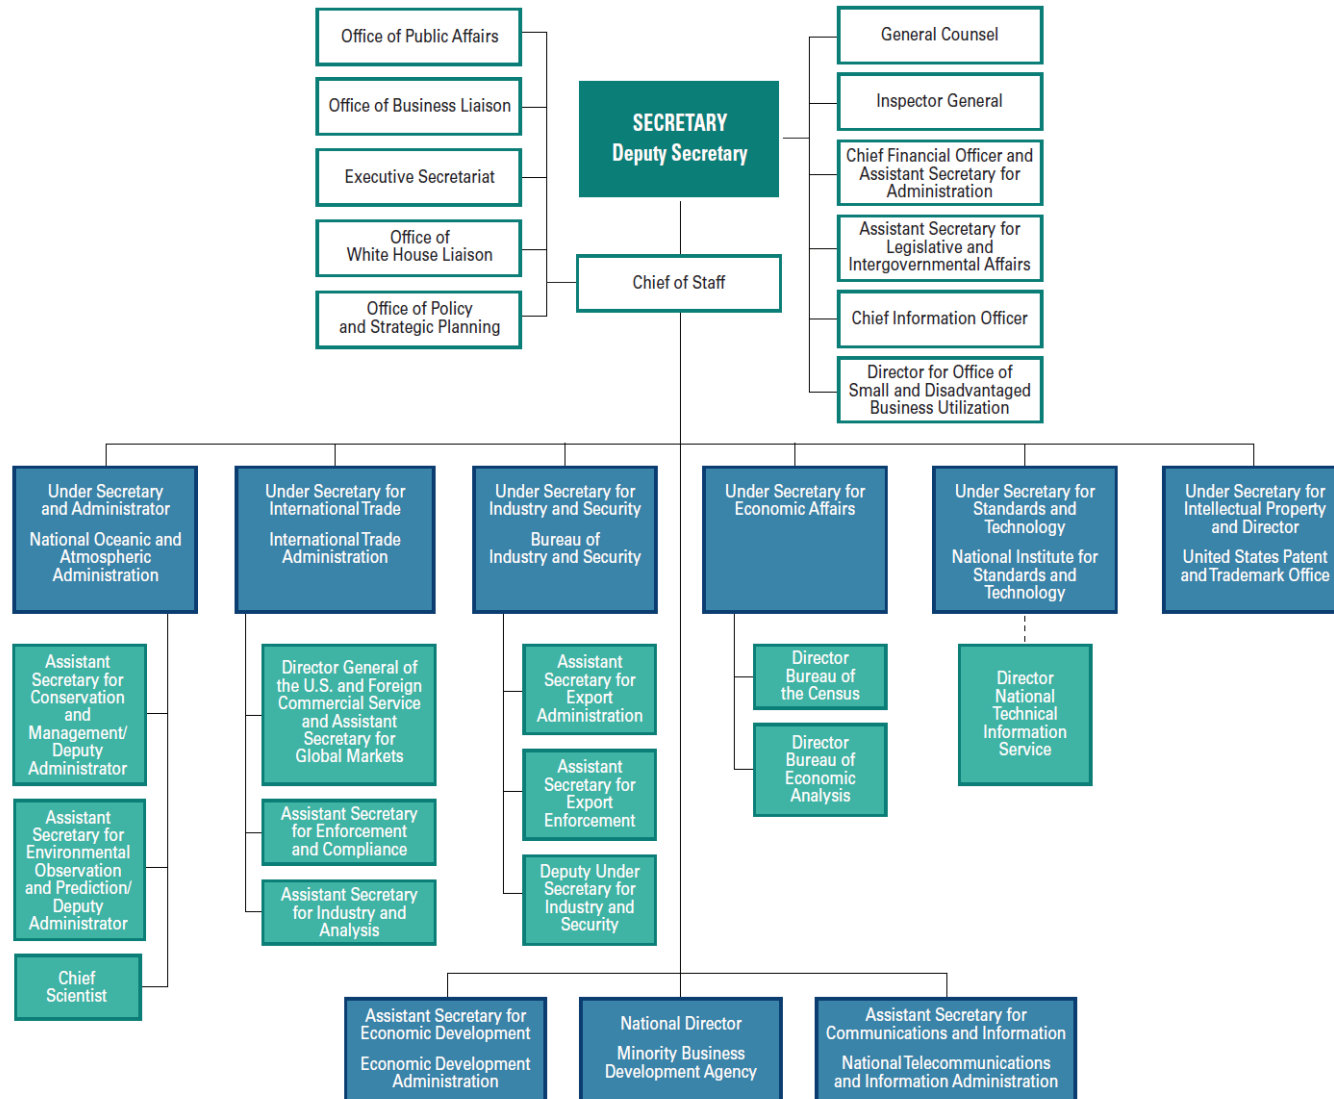 Office of Public Affairs
Office of Business Liaison
Executive Secretariat
Office of
White House Liaison
Office of Policy
and Strategic Planning
SECRETARY
Deputy Secretary
Chief of Staff
General Counsel
Inspector General
Chief Financial Officer and
Assistant Secretary for
Administration
Assistant Secretary for
Legislative and
Intergovernmental Affairs
Chief Information Officer
Director for Office of
Small and Disadvantaged
Business Utilization
Under Secretary
and Administrator
National Oceanic and
Atmospheric
Administration
Under Secretary for
International Trade
International Trade
Administration
Under Secretary for
Industry and Security
Bureau of
Industry and Security
Under Secretary for
Economic Affairs
Under Secretary for
Standards and
Technology
National Institute for
Standards and
Technology
Under Secretary for
Intellectual Property
and Director
United States Patent
and Trademark Office
Assistant
Secretary for
Conservation
and
Management/
Deputy
Administrator
Assistant
Secretary for
Environmental
Observation
and Prediction/
Deputy
Administrator
Chief
Scientist
Director General of
the U.S. and Foreign
Commercial Service
and Assistant
Secretary for
Global Markets
Assistant Secretary
for Enforcement
and Compliance
Assistant Secretary
for Industry and
Analysis
Assistant
Secretary for
Export
Administration
Assistant
Secretary for
Export
Enforcement
Deputy Under
Secretary for
Industry and
Security
Director
Bureau of
the Census
Director
Bureau of
Economic
Analysis
Director
National
Technical
Information
Service
Assistant Secretary for
Economic Development
Economic Development
Administration
National Director
Minority Business
Development Agency
Assistant Secretary for
Communications and Information
National Telecommunications
and Information Administration